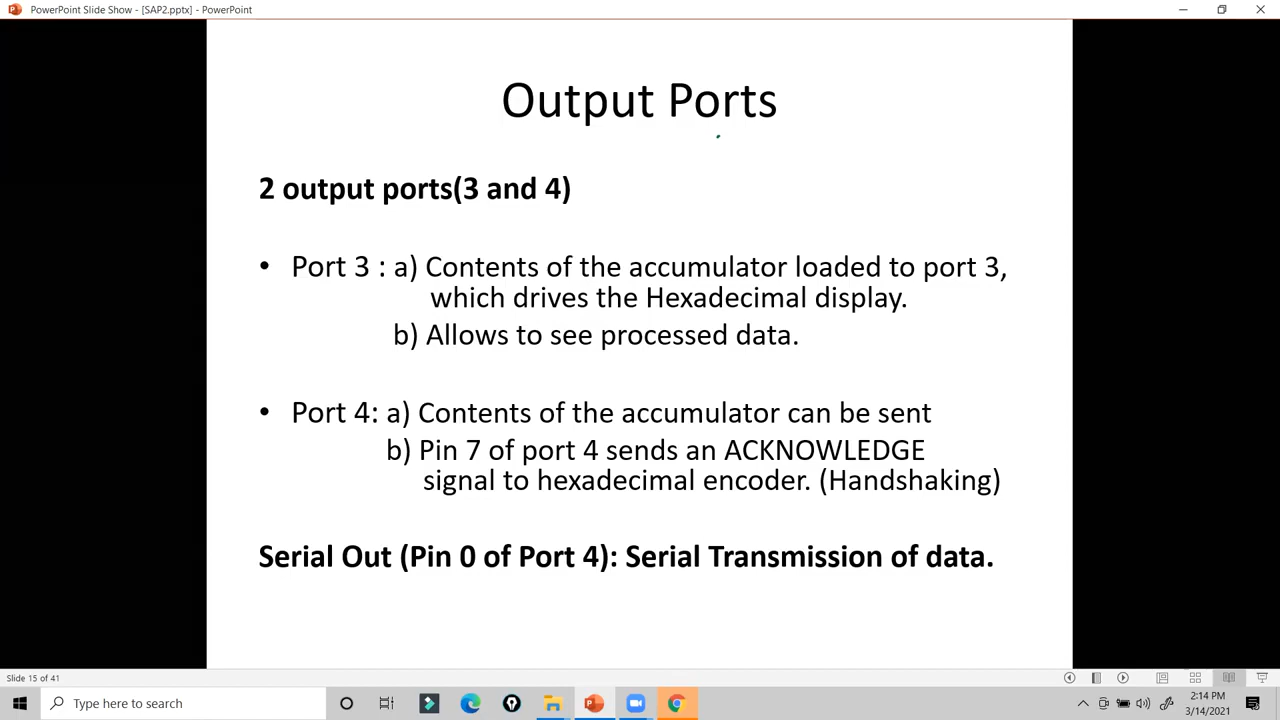 PowerPoint Slide Show - [SAP2.pptx] - PowerPoint
Output Ports
2 output ports(3 and 4)
• Port 3 : a) Contents of the accumulator loaded to port 3,
which drives the Hexadecimal display.
b) Allows to see processed data.
• Port 4: a) Contents of the accumulator can be sent
b) Pin 7 of port 4 sends an ACKNOWLEDGE
signal to hexadecimal encoder. (Handshaking)
Serial Out (Pin 0 of Port 4): Serial Transmission of data.
Slide 15 of 41
Type here to search
2:14 PM
3/14/2021